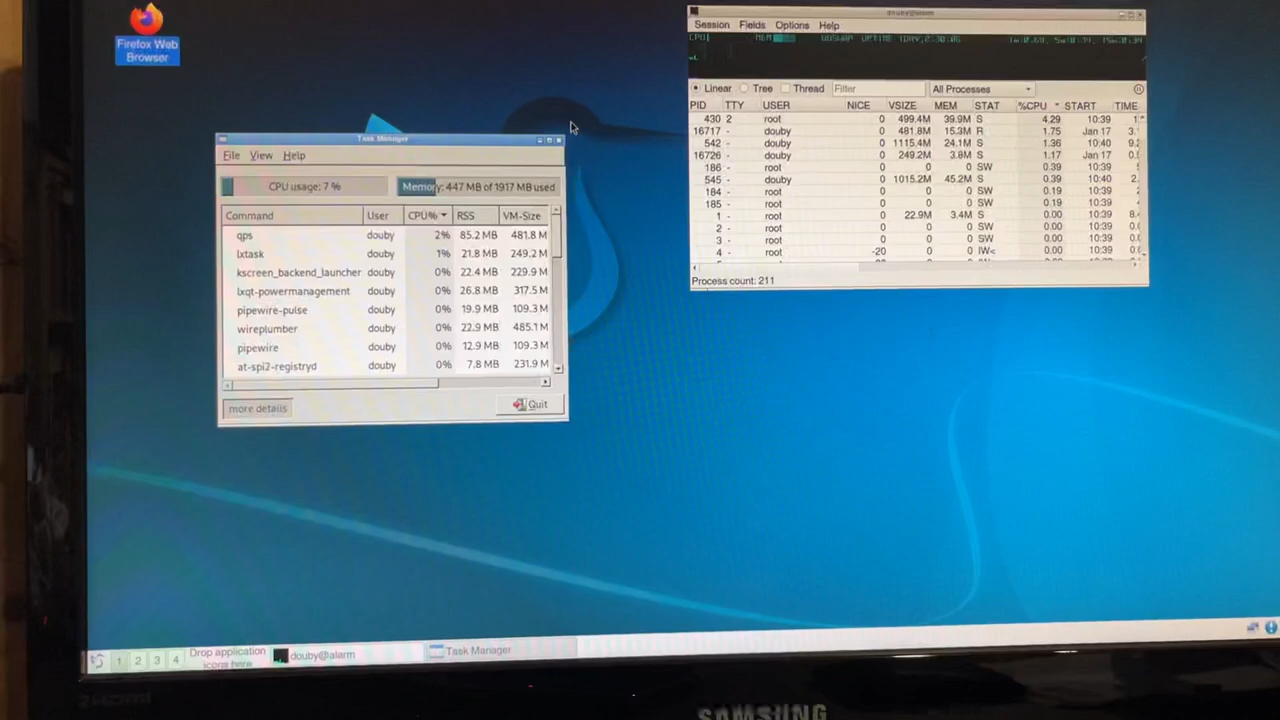 Firefox Web
Browser
Task Manager
File View Help
CPU usage: 7 %
Memory: 447 MB of 1917 MB used
Command User CPU% RSS VM-Size
qps douby 2% 85.2 MB 481.8 M
lxtask douby 1% 21.8 MB 249.2 M
kscreen_backend_launcher douby 0% 22.4 MB 229.9 M
lxqt-powermanagement douby 0% 26.8 MB 317.5 M
pipewire-pulse douby 0% 19.9 MB 109.3 M
wireplumber douby 0% 22.9 MB 485.1 M
pipewire douby 0% 12.9 MB 109.3 M
at-spi2-registryd douby 0% 7.8 MB 231.9 M
more details
Quit
douby@alarm
Session Fields Options Help
CPU MEM SWAP UPTIME
Linear Tree Thread Filter All Processes
PID TTY USER NICE VSIZE MEM STAT %CPU START TIME
430 2 root 0 499.4M 39.9M S 4.29 10:39
16717 - douby 0 481.8M 15.3M R 1.75 Jan 17 3.
542 - douby 0 1115.4M 24.1M S 1.36 10:40 9.
16726 - douby 0 249.2M 3.8M S 1.17 Jan 17
186 - root 0 0 0 SW 0.39 10:39
545 - douby 0 1015.2M 45.2M S 0.39 10:40 2.
184 - root 0 0 0 SW 0.19 10:39
185 - root 0 0 0 SW 0.19 10:39
1 - root 0 22.9M 3.4M S 0.00 10:39 8.
2 - root 0 0 0 SW 0.00 10:39
3 - root 0 0 0 SW 0.00 10:39
4 - root -20 0 0 IW< 0.00 10:39
Process count: 211
1 2 3 4
Drop application
icons here
douby@alarm
Task Manager
HDMI
SAMSUNG